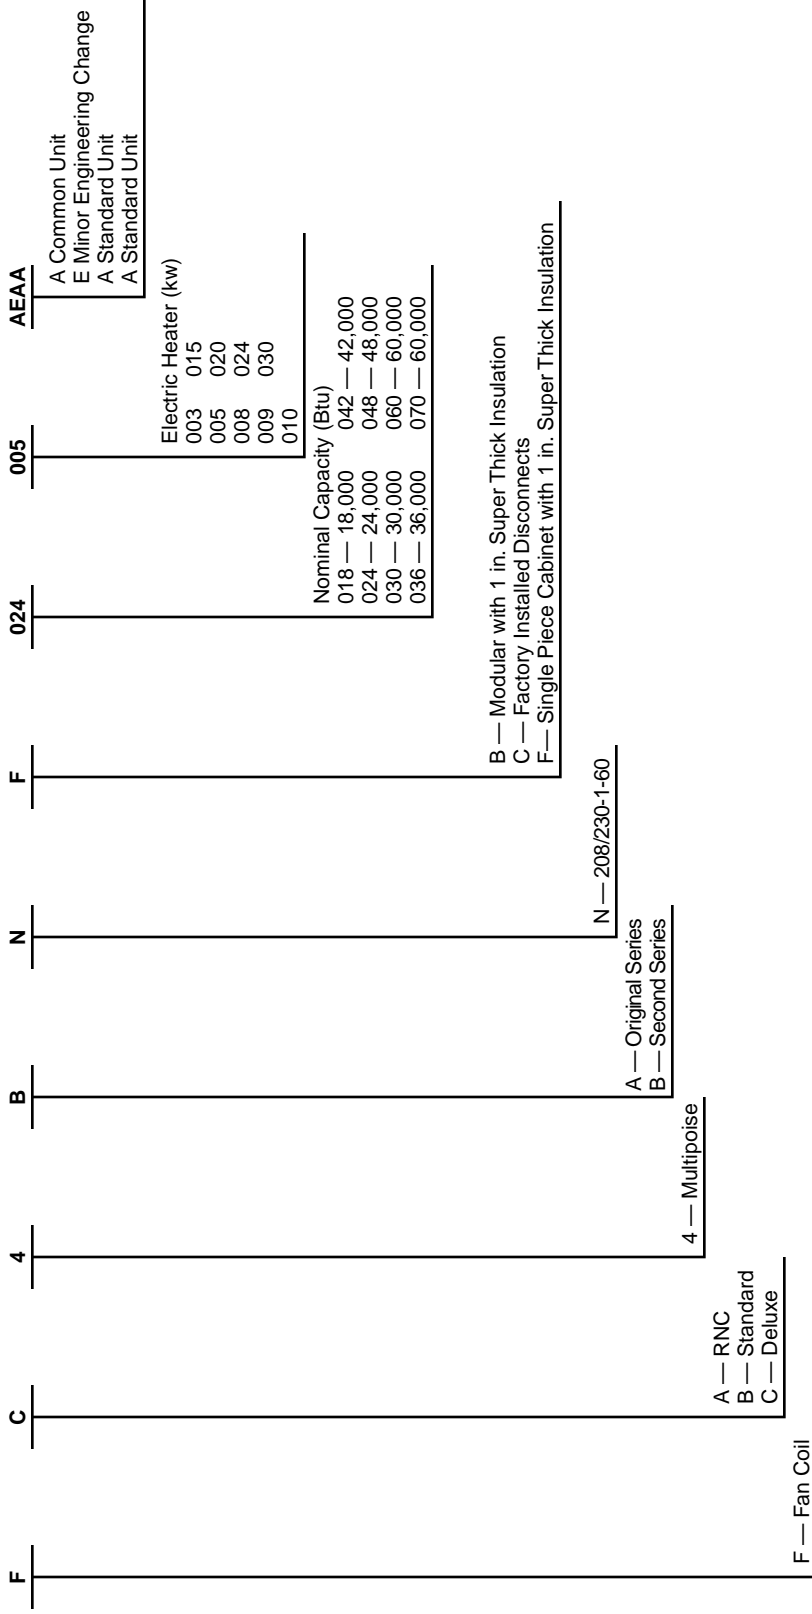 F C 4 B N F 024 005 AEAA
A Common Unit
E Minor Engineering Change
A Standard Unit
A Standard Unit
Electric Heater (kw)
003 015
005 020
008 024
009 030
010
Nominal Capacity (Btu)
018 — 18,000 042 — 42,000
024 — 24,000 048 — 48,000
030 — 30,000 060 — 60,000
036 — 36,000 070 — 60,000
B — Modular with 1 in. Super Thick Insulation
C — Factory Installed Disconnects
F— Single Piece Cabinet with 1 in. Super Thick Insulation
N — 208/230-1-60
A — Original Series
B — Second Series
4 — Multipoise
A — RNC
B — Standard
C — Deluxe
F — Fan Coil